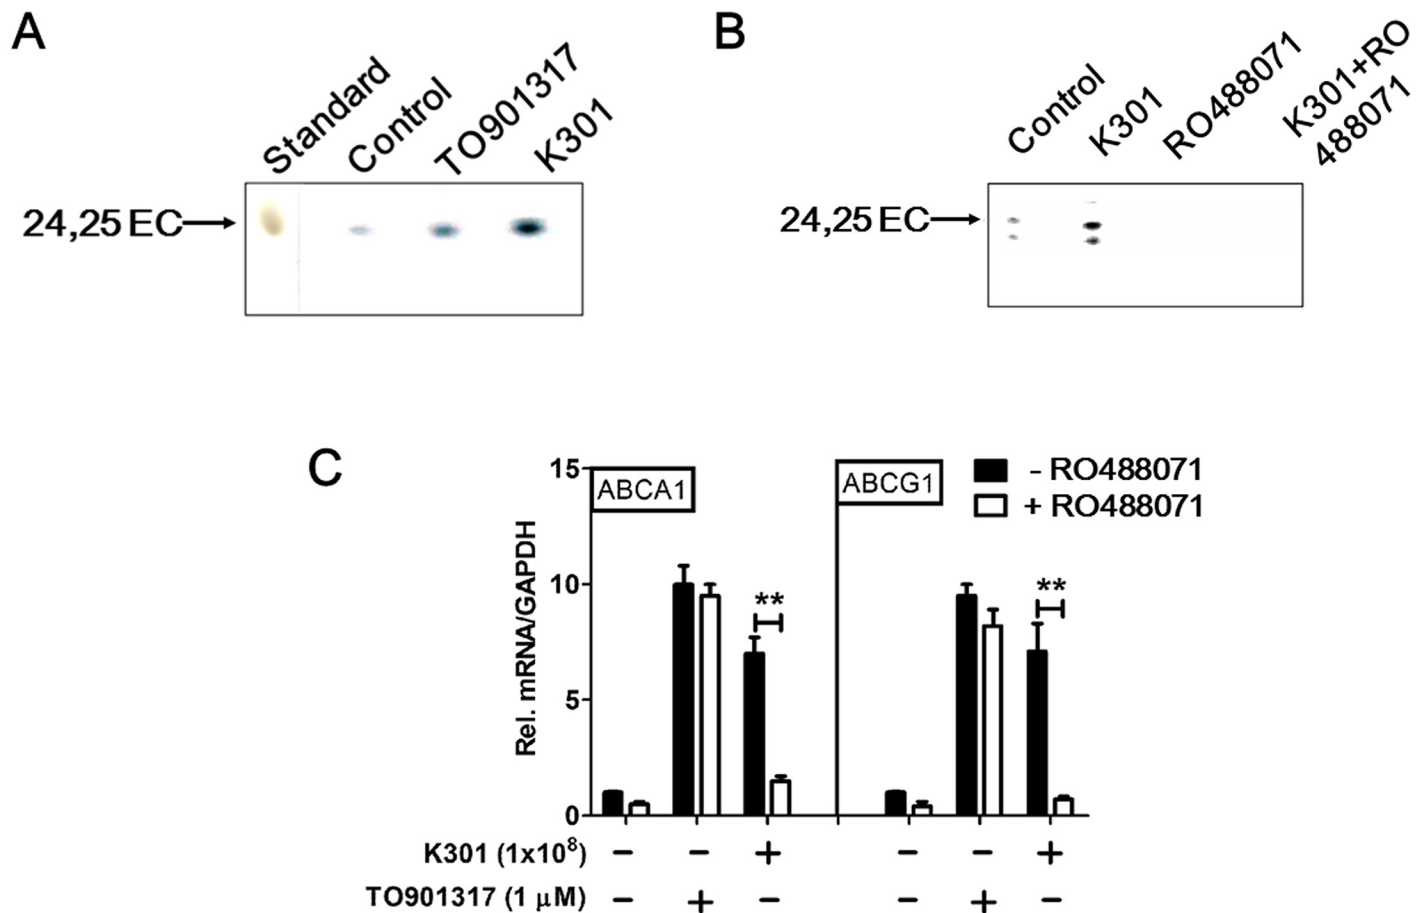 A
Standard
Control
TO901317
K301
24,25 EC
B
Control
K301
RO488071
K301+RO
488071
24,25 EC
C
15
10
5
0
Rel. mRNA/GAPDH
ABCA1
ABCG1
- RO488071
+ RO488071
**
**
K301 (1x10⁸) − − + − − +
TO901317 (1 µM) − + − − + −